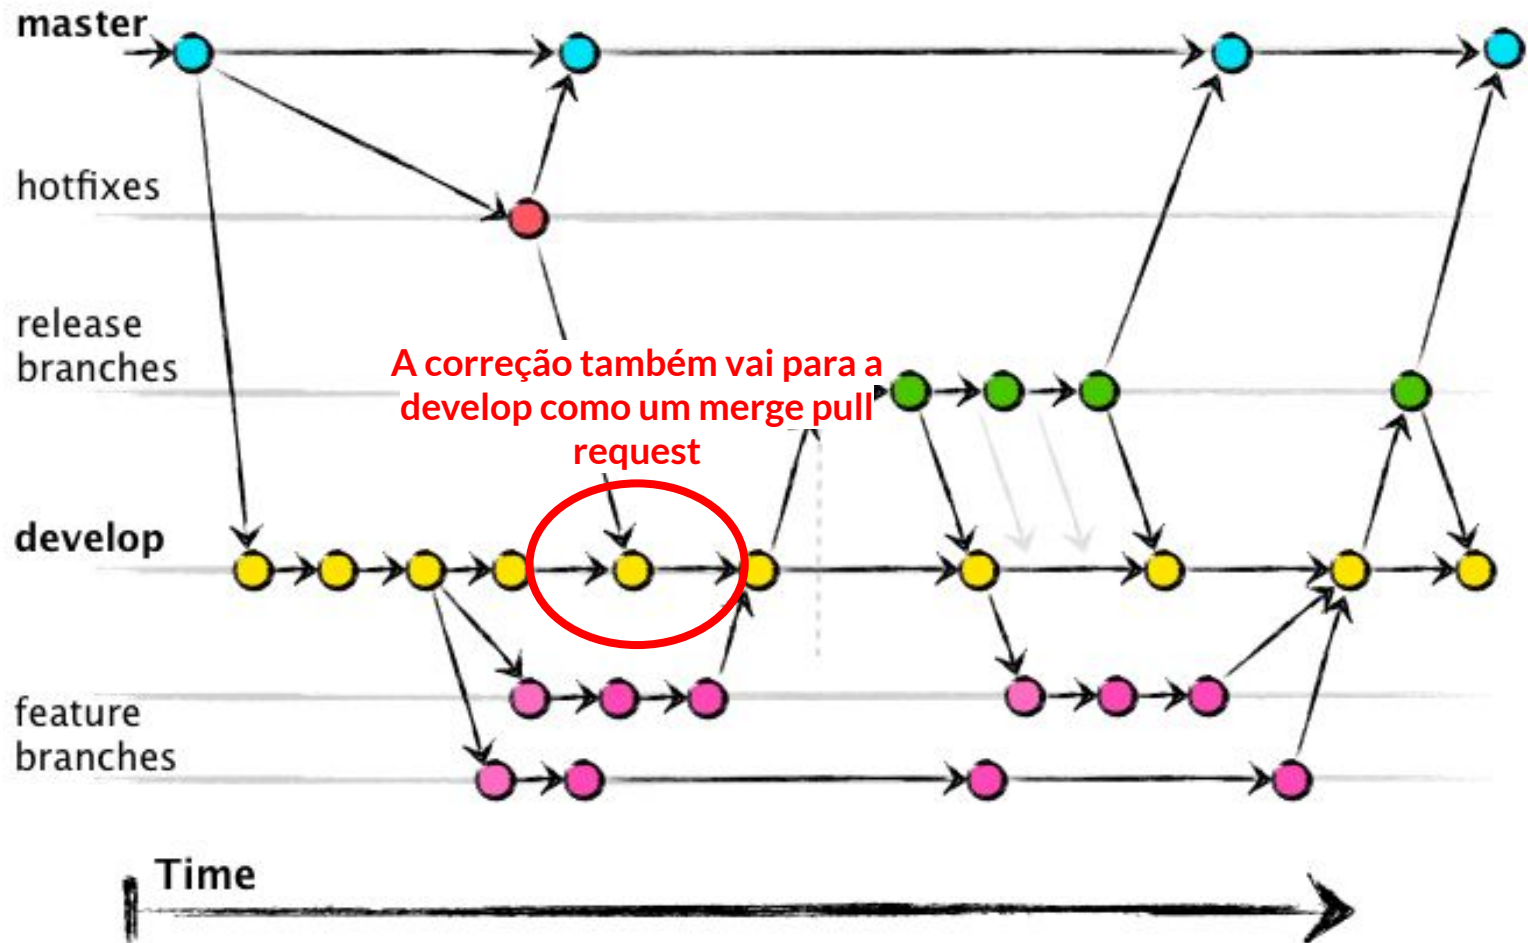 master
hotfixes
release
branches
A correção também vai para a
develop como um merge pull
request
develop
feature
branches
Time